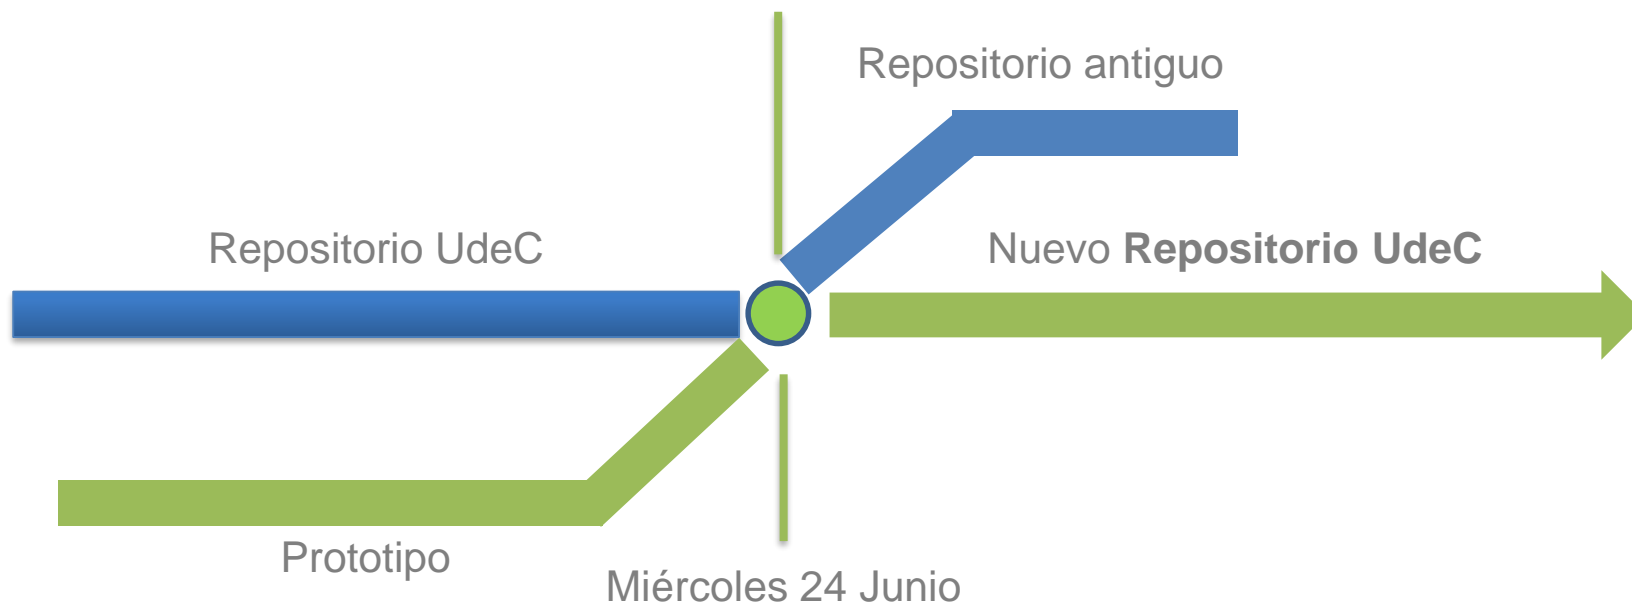 Repositorio antiguo
Repositorio UdeC
Nuevo Repositorio UdeC
Prototipo
Miércoles 24 Junio